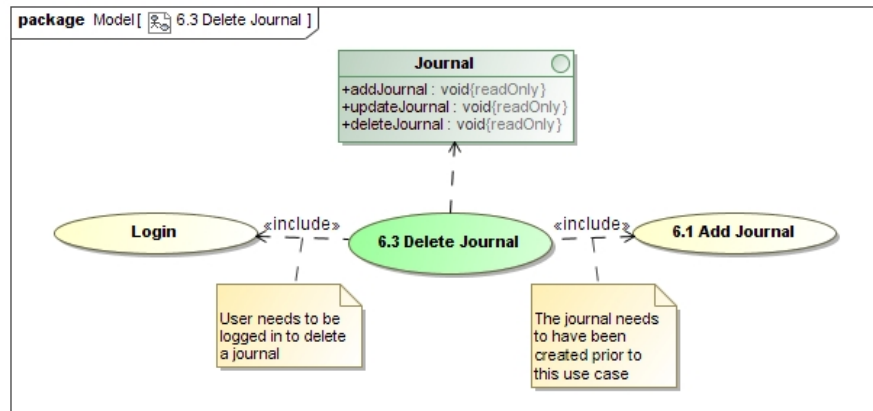 package Model[ 6.3 Delete Journal ]
Journal
+addJournal : void{readOnly}
+updateJournal : void{readOnly}
+deleteJournal : void{readOnly}
«include»
«include»
Login
6.3 Delete Journal
6.1 Add Journal
User needs to be
logged in to delete
a journal
The journal needs
to have been
created prior to
this use case